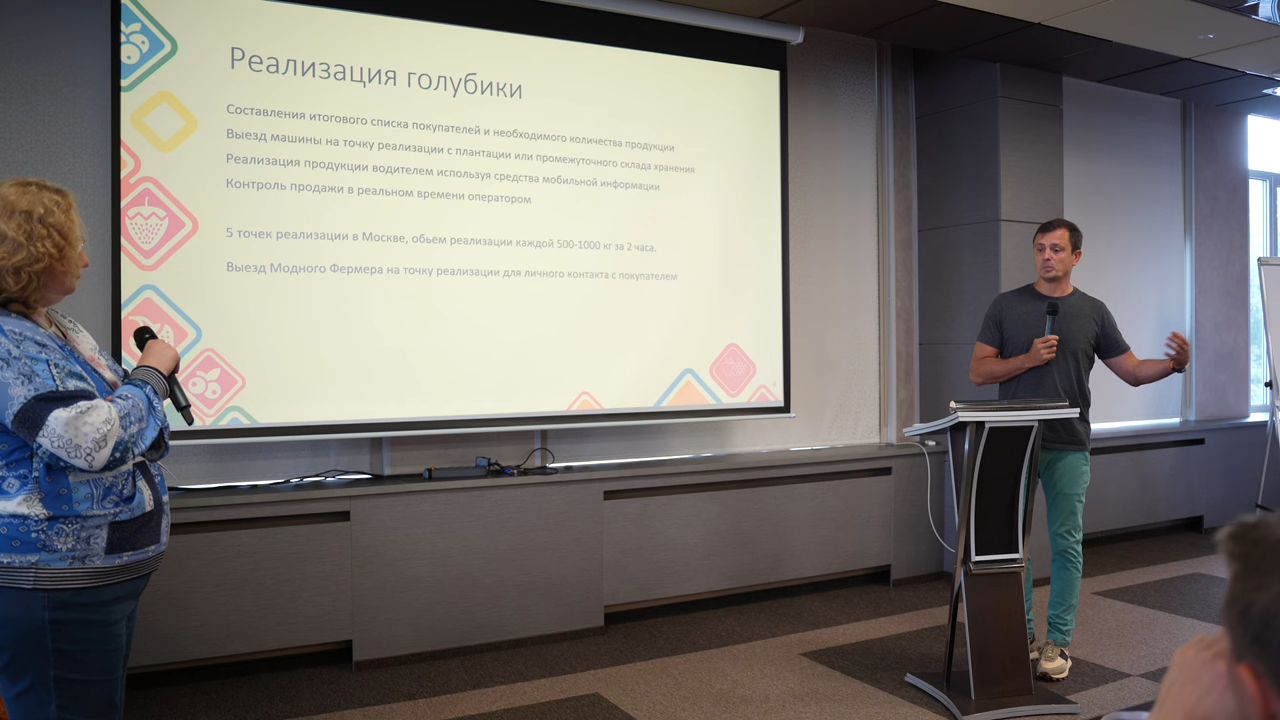 Реализация голубики
Составления итогового списка покупателей и необходимого количества продукции
Выезд машины на точку реализации с плантации или промежуточного склада хранения
Реализация продукции водителем используя средства мобильной информации
Контроль продажи в реальном времени оператором
5 точек реализации в Москве, обьем реализации каждой 500-1000 кг за 2 часа.
Выезд Модного Фермера на точку реализации для личного контакта с покупателем